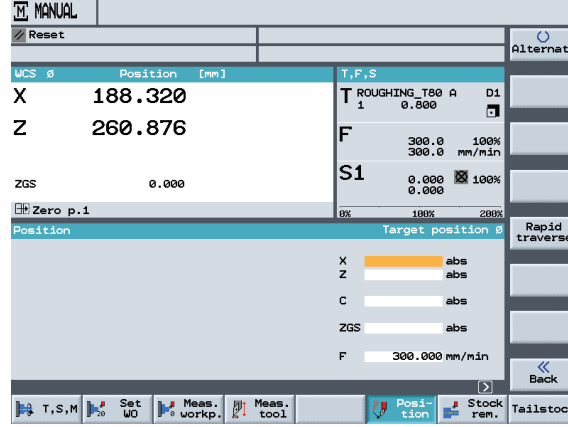 M MANUAL
Reset
Alternat
WCS Ø Position [mm] T,F,S
X 188.320
T ROUGHING_T80 A D1
1 0.800
Z 260.876
F 300.0 100%
300.0 mm/min
S1 0.000 100%
0.000
ZGS 0.000
Zero p.1
0% 100% 200%
Position Target position Ø
Rapid
traverse
X abs
Z abs
C abs
ZGS abs
F 300.000 mm/min
Back
T,S,M
Set
WO
Meas.
workp.
Meas.
tool
Posi-
tion
Stock
rem.
Tailstoc